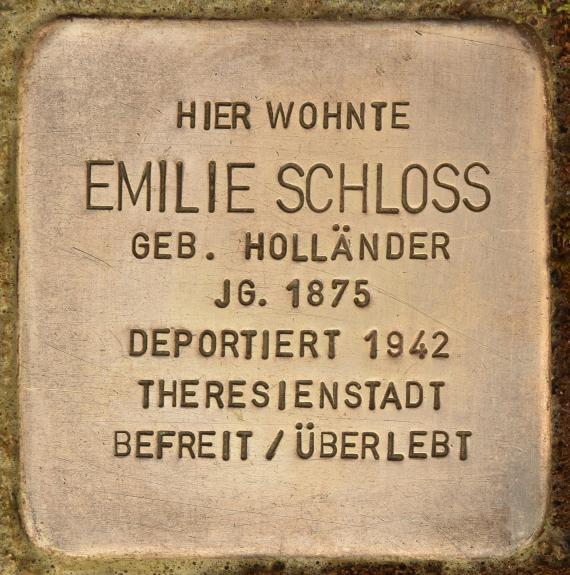 HIER WOHNTE
EMILIE SCHLOSS
GEB. HOLLÄNDER
JG. 1875
DEPORTIERT 1942
THERESIENSTADT
BEFREIT / ÜBERLEBT